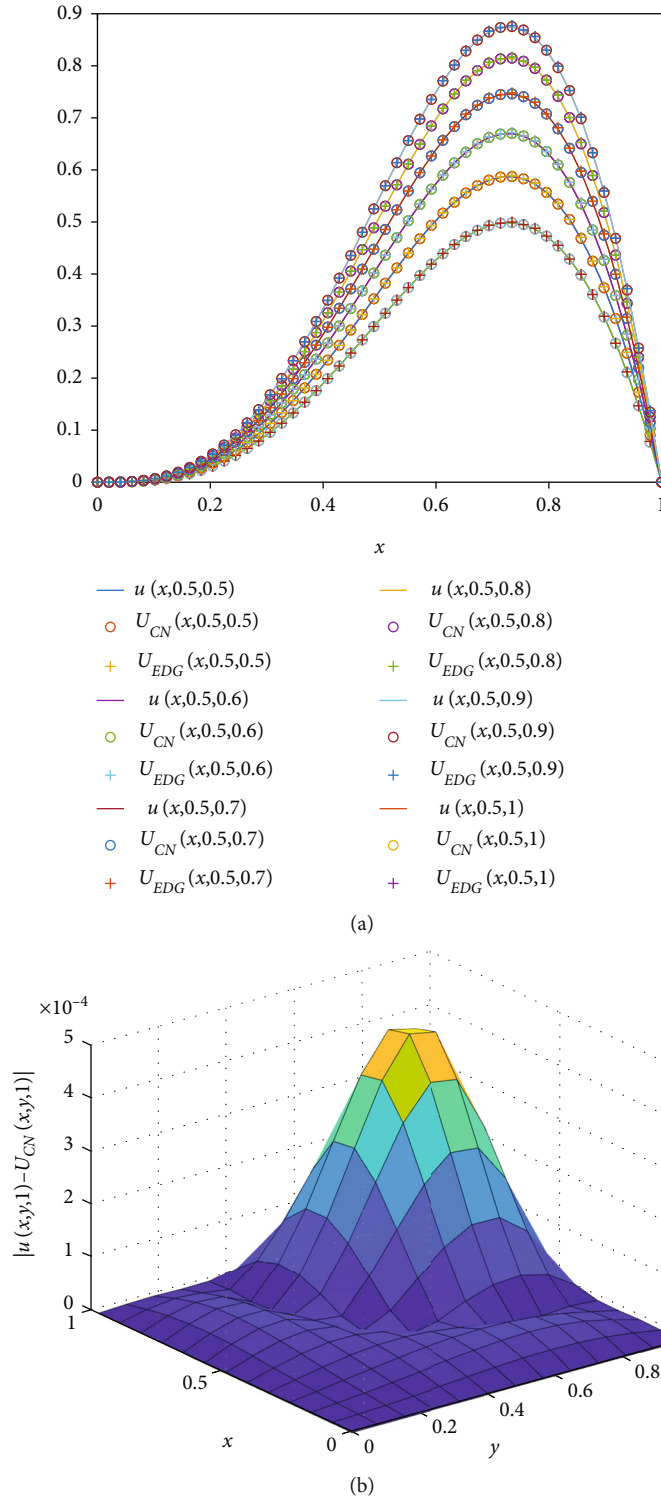 0.9
0.8
0.7
0.6
0.5
0.4
0.3
0.2
0.1
0
0 0.2 0.4 0.6 0.8 1
x
u (x,0.5,0.5)
U_CN (x,0.5,0.5)
U_EDG (x,0.5,0.5)
u (x,0.5,0.6)
U_CN (x,0.5,0.6)
U_EDG (x,0.5,0.6)
u (x,0.5,0.7)
U_CN (x,0.5,0.7)
U_EDG (x,0.5,0.7)
u (x,0.5,0.8)
U_CN (x,0.5,0.8)
U_EDG (x,0.5,0.8)
u (x,0.5,0.9)
U_CN (x,0.5,0.9)
U_EDG (x,0.5,0.9)
u (x,0.5,1)
U_CN (x,0.5,1)
U_EDG (x,0.5,1)
(a)
×10⁻⁴
5
4
3
2
1
0
|u (x,y,1)–U_CN (x,y,1)|
1
0.5
0
x
0
0.2
0.4
0.6
0.8
y
(b)